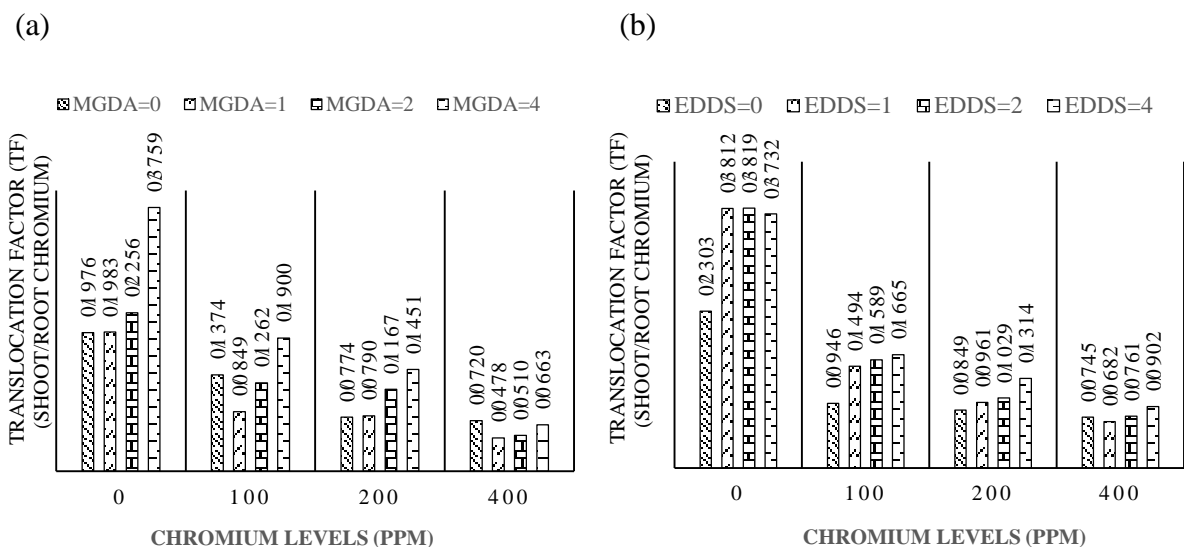 (a)
MGDA=0 MGDA=1 MGDA=2 MGDA=4
TRANSLOCATION FACTOR (TF)
(SHOOT/ROOT CHROMIUM)
0.1976
0.1983
0.2256
0.3759
0.1374
0.0849
0.1262
0.1900
0.0774
0.0790
0.1167
0.1451
0.0720
0.0478
0.0510
0.0663
0 100 200 400
CHROMIUM LEVELS (PPM)
(b)
EDDS=0 EDDS=1 EDDS=2 EDDS=4
TRANSLOCATION FACTOR (TF)
(SHOOT/ROOT CHROMIUM)
0.2303
0.3812
0.3819
0.3732
0.0946
0.1494
0.1589
0.1665
0.0849
0.0961
0.1029
0.1314
0.0745
0.0682
0.0761
0.0902
0 100 200 400
CHROMIUM LEVELS (PPM)